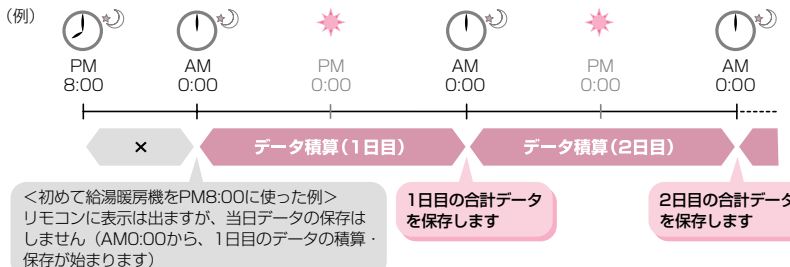 （例）
PM AM PM AM PM AM
8:00 0:00 0:00 0:00 0:00 0:00
× データ積算（1日目） データ積算（2日目）
＜初めて給湯暖房機をPM8:00に使った例＞
リモコンに表示は出ますが、当日データの保存は
しません（AM0:00から、1日目のデータの積算・
保存が始まります）
1日目の合計データ
を保存します
2日目の合計データ
を保存します